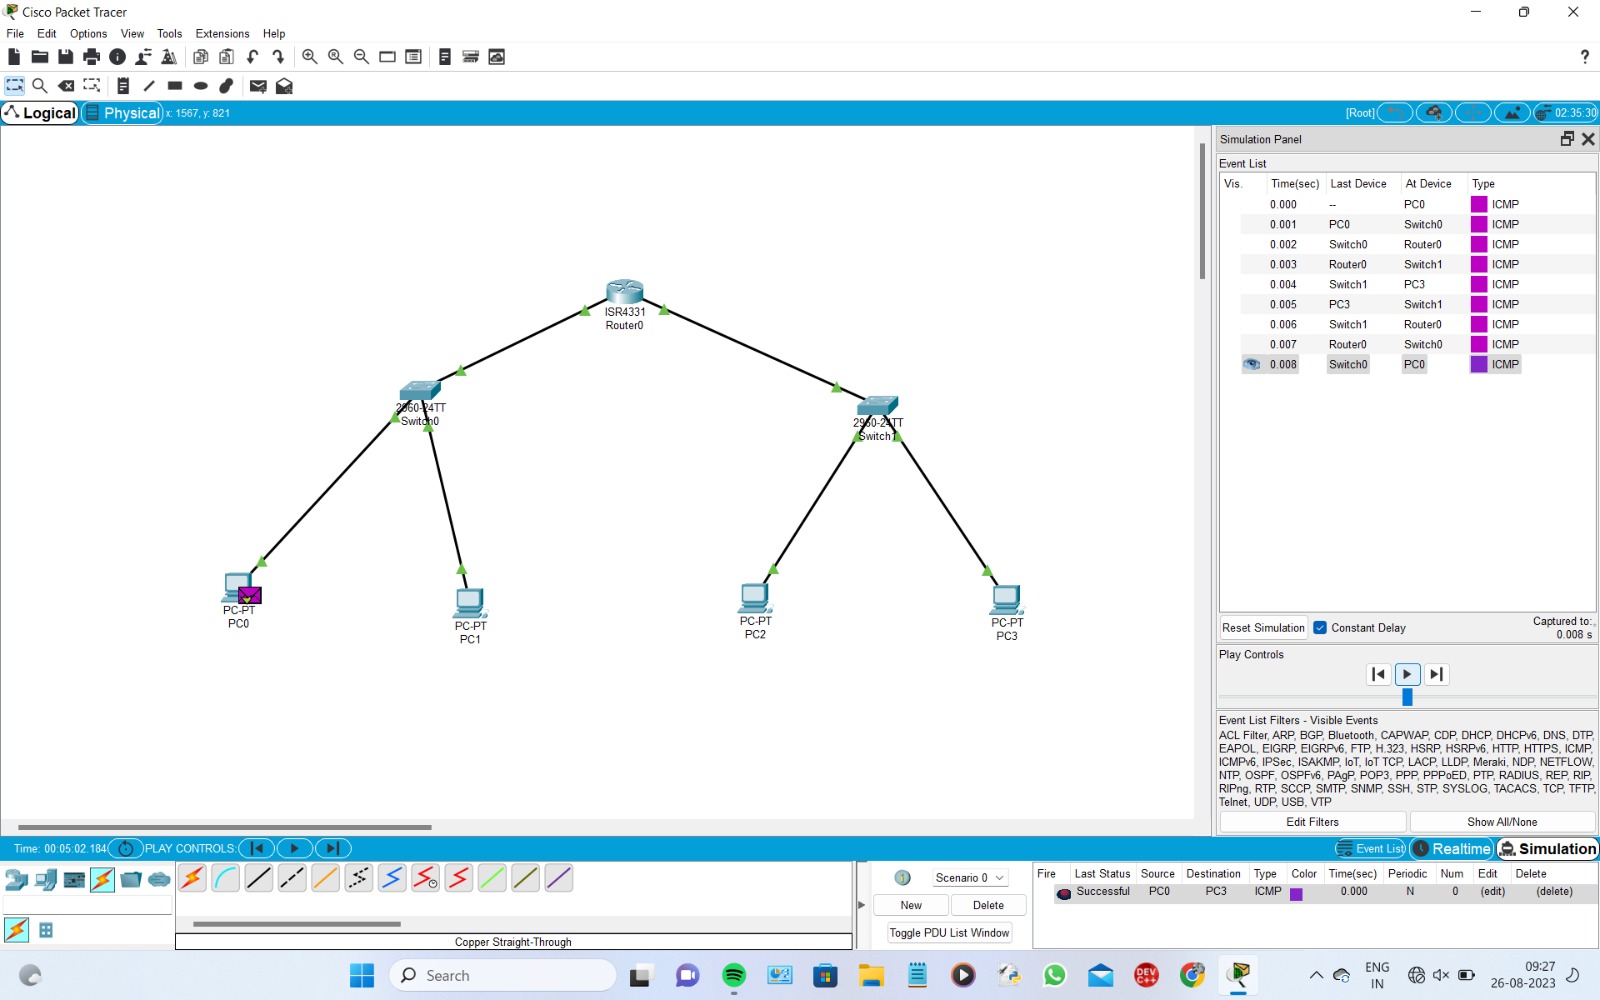 Cisco Packet Tracer
File Edit Options View Tools Extensions Help
?
Logical Physical x: 1567, y: 821 [Root] 02:35:30
Simulation Panel
Event List
Vis. Time(sec) Last Device At Device Type
0.000 -- PC0 ICMP
0.001 PC0 Switch0 ICMP
0.002 Switch0 Router0 ICMP
0.003 Router0 Switch1 ICMP
0.004 Switch1 PC3 ICMP
0.005 PC3 Switch1 ICMP
0.006 Switch1 Router0 ICMP
0.007 Router0 Switch0 ICMP
0.008 Switch0 PC0 ICMP
ISR4331
Router0
2960-24TT
Switch0
2960-24TT
Switch1
PC-PT
PC0
PC-PT
PC1
PC-PT
PC2
PC-PT
PC3
Reset Simulation Constant Delay Captured to:
0.008 s
Play Controls
Event List Filters - Visible Events
ACL Filter, ARP, BGP, Bluetooth, CAPWAP, CDP, DHCP, DHCPv6, DNS, DTP,
EAPOL, EIGRP, EIGRPv6, FTP, H.323, HSRP, HSRPv6, HTTP, HTTPS, ICMP,
ICMPv6, IPSec, ISAKMP, IoT, IoT TCP, LACP, LLDP, Meraki, NDP, NETFLOW,
NTP, OSPF, OSPFv6, PAgP, POP3, PPP, PPPoED, PTP, RADIUS, REP, RIP,
RIPng, RTP, SCCP, SMTP, SNMP, SSH, STP, SYSLOG, TACACS, TCP, TFTP,
Telnet, UDP, USB, VTP
Edit Filters Show All/None
Time: 00:05:02.184 PLAY CONTROLS: Event List Realtime Simulation
Scenario 0
New Delete
Toggle PDU List Window
Fire Last Status Source Destination Type Color Time(sec) Periodic Num Edit Delete
Successful PC0 PC3 ICMP 0.000 N 0 (edit) (delete)
Copper Straight-Through
Search
DEV C++
ENG
IN
09:27
26-08-2023